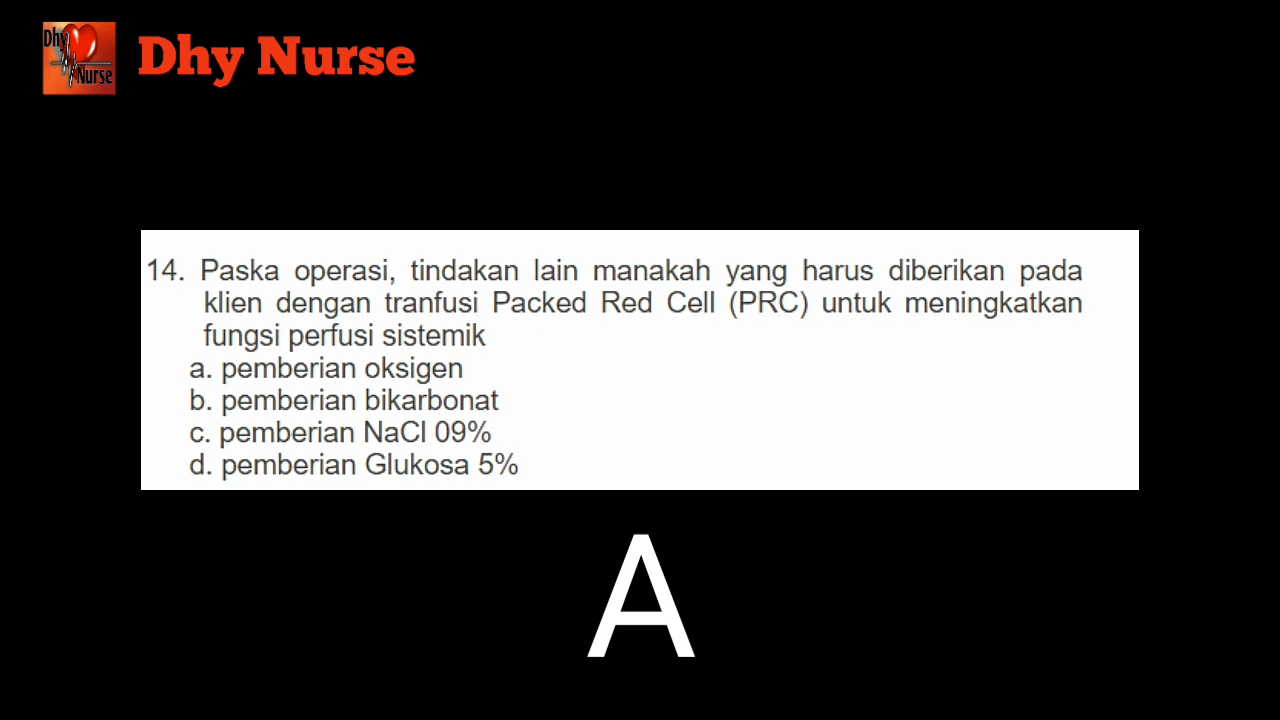 Dhy
Nurse
Dhy Nurse
14. Paska operasi, tindakan lain manakah yang harus diberikan pada
klien dengan tranfusi Packed Red Cell (PRC) untuk meningkatkan
fungsi perfusi sistemik
a. pemberian oksigen
b. pemberian bikarbonat
c. pemberian NaCl 09%
d. pemberian Glukosa 5%
A